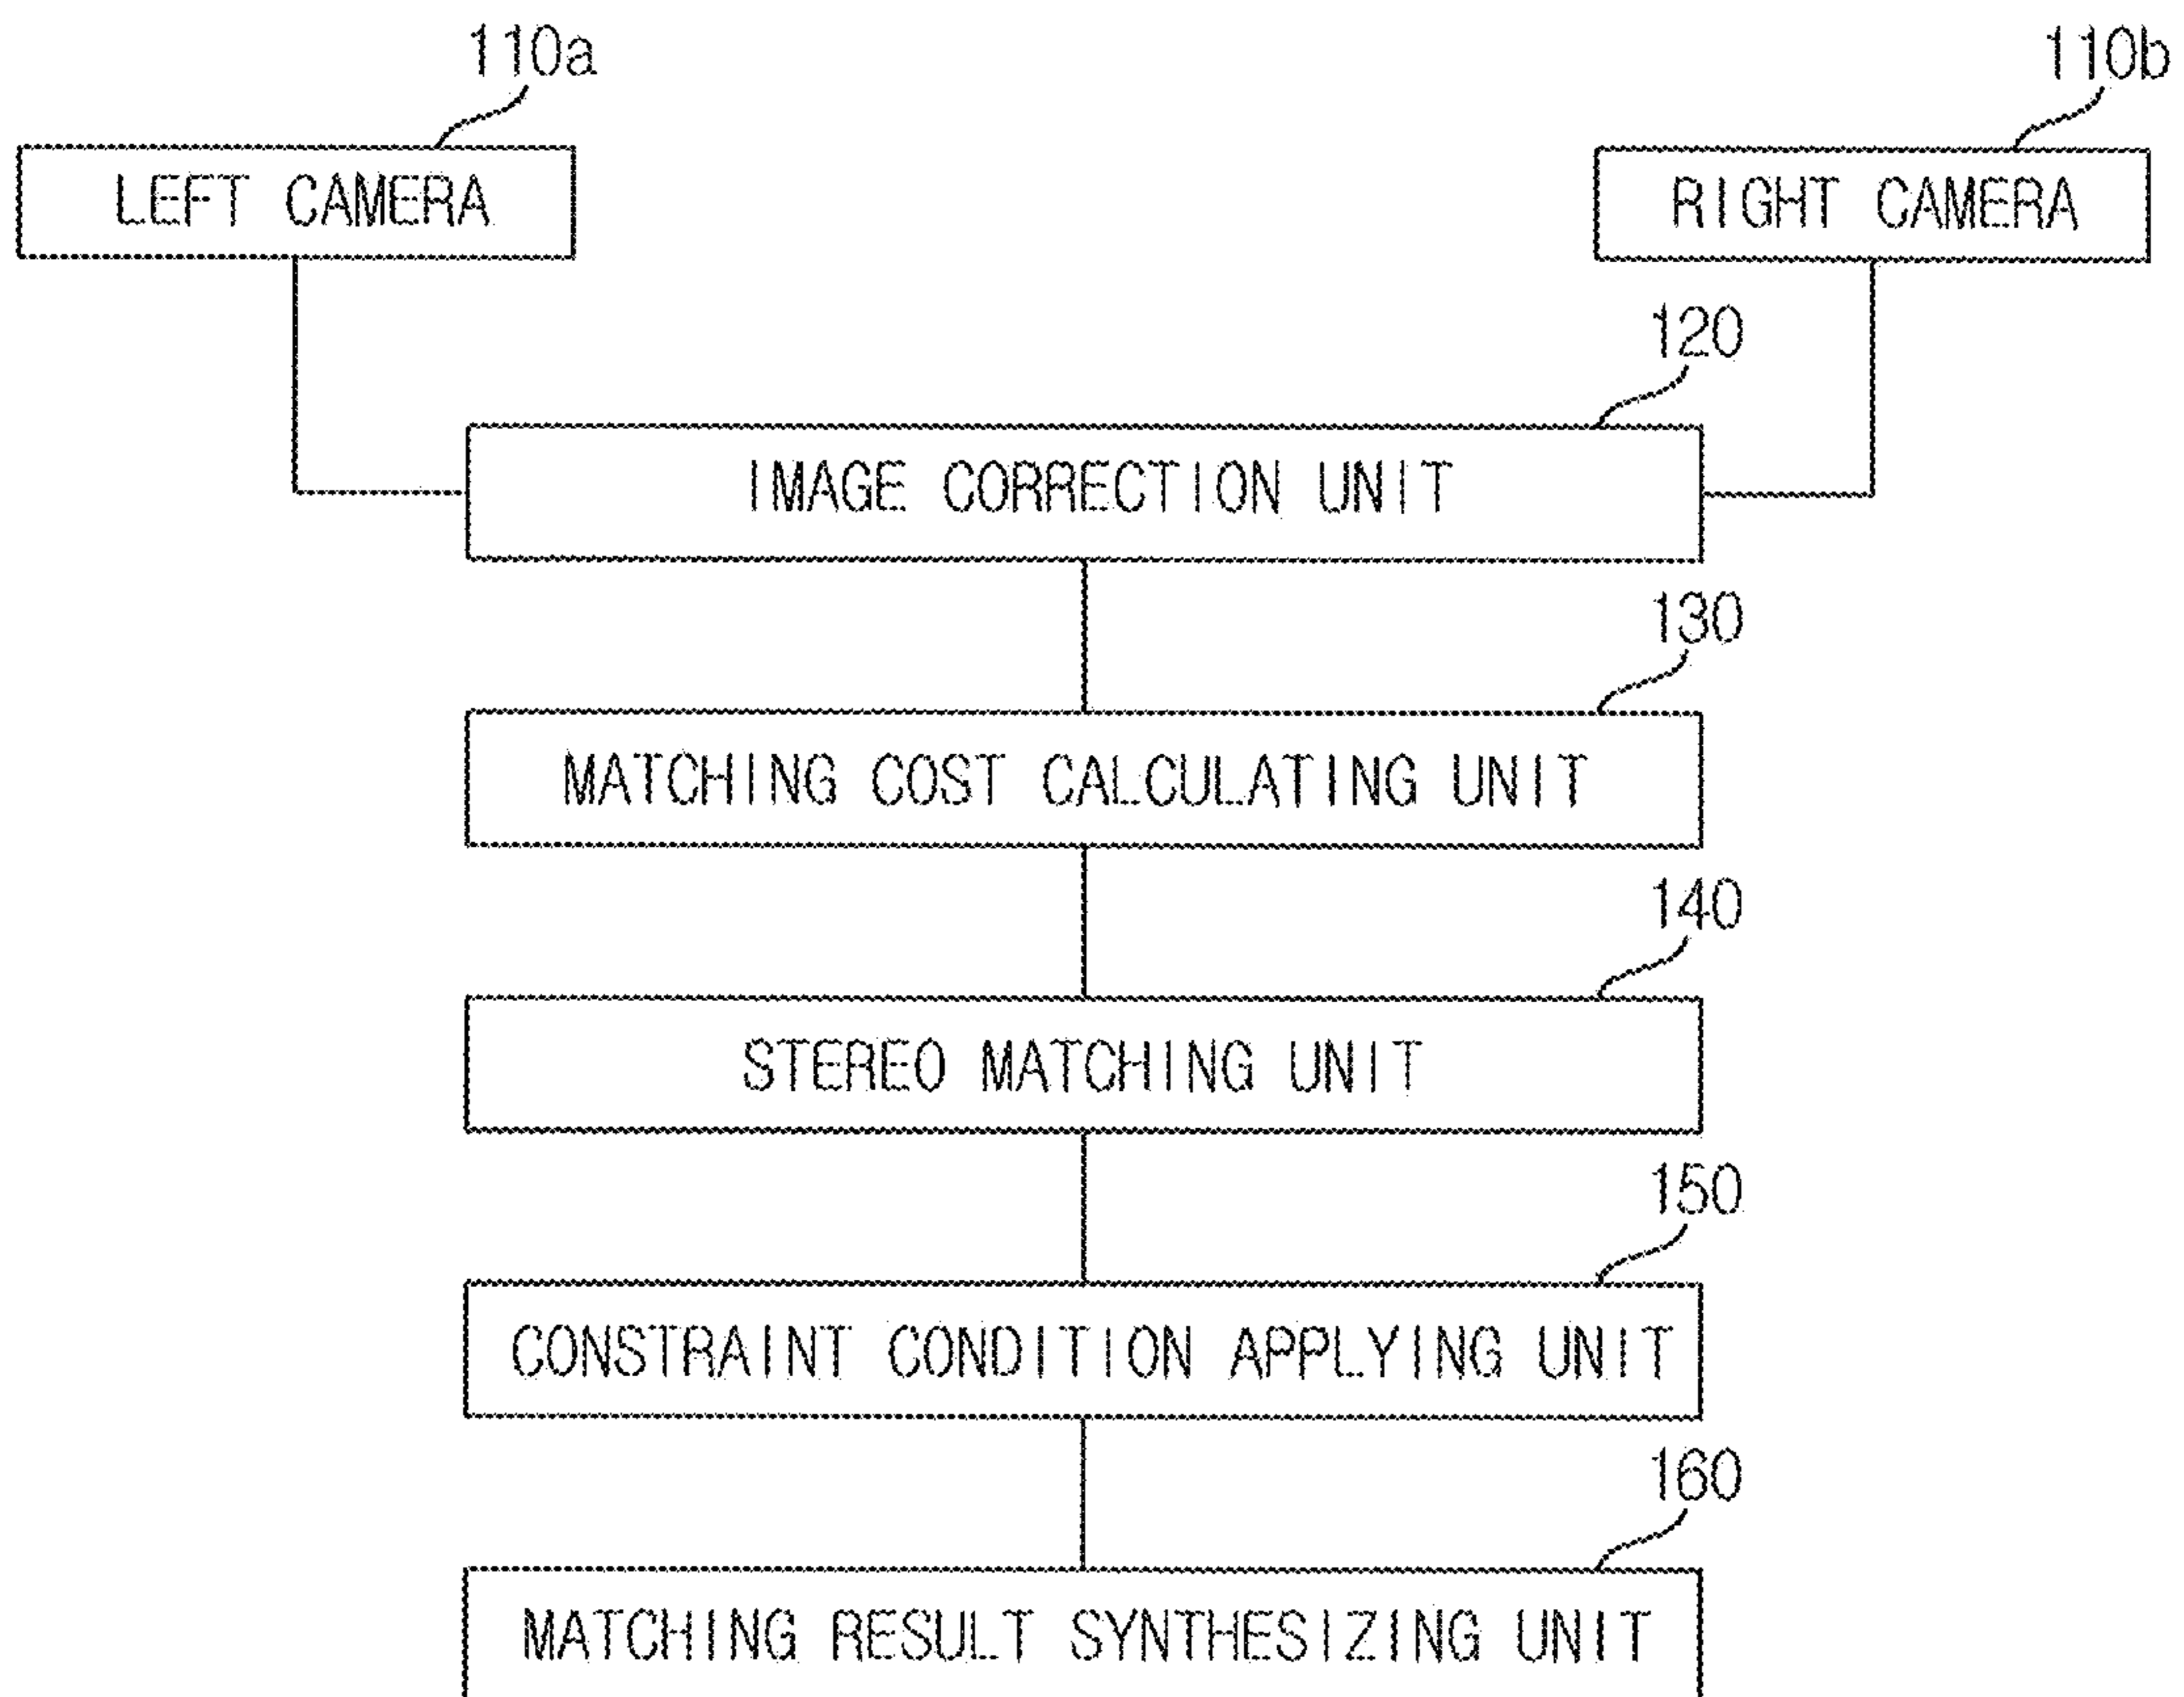 110a
110b
LEFT CAMERA
RIGHT CAMERA
120
IMAGE CORRECTION UNIT
130
MATCHING COST CALCULATING UNIT
140
STEREO MATCHING UNIT
150
CONSTRAINT CONDITION APPLYING UNIT
160
MATCHING RESULT SYNTHESIZING UNIT